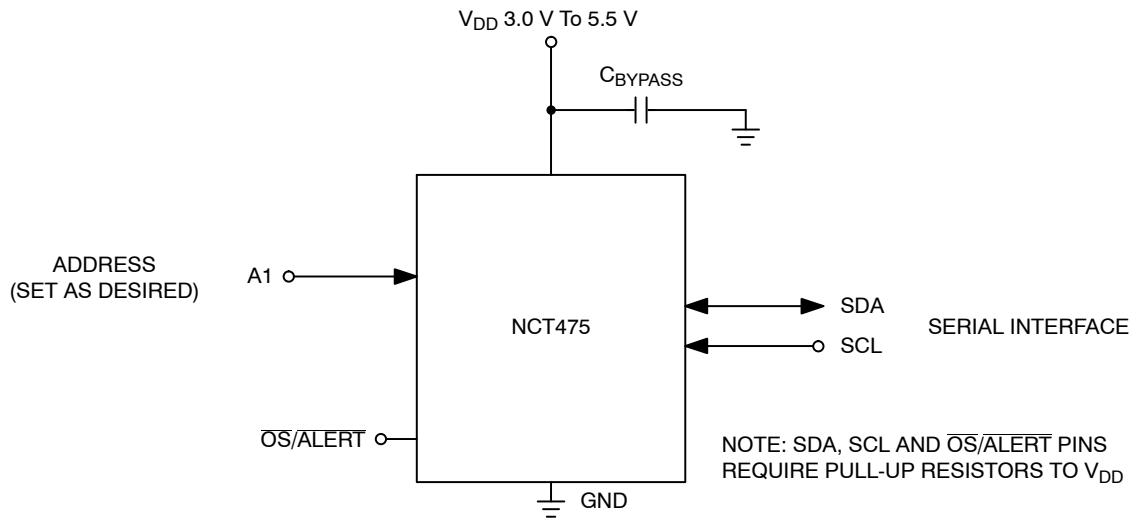 VDD 3.0 V To 5.5 V
CBYPASS
ADDRESS
(SET AS DESIRED)
A1
NCT475
SDA
SCL
SERIAL INTERFACE
OS/ALERT
NOTE: SDA, SCL AND OS/ALERT PINS
REQUIRE PULL-UP RESISTORS TO VDD
GND